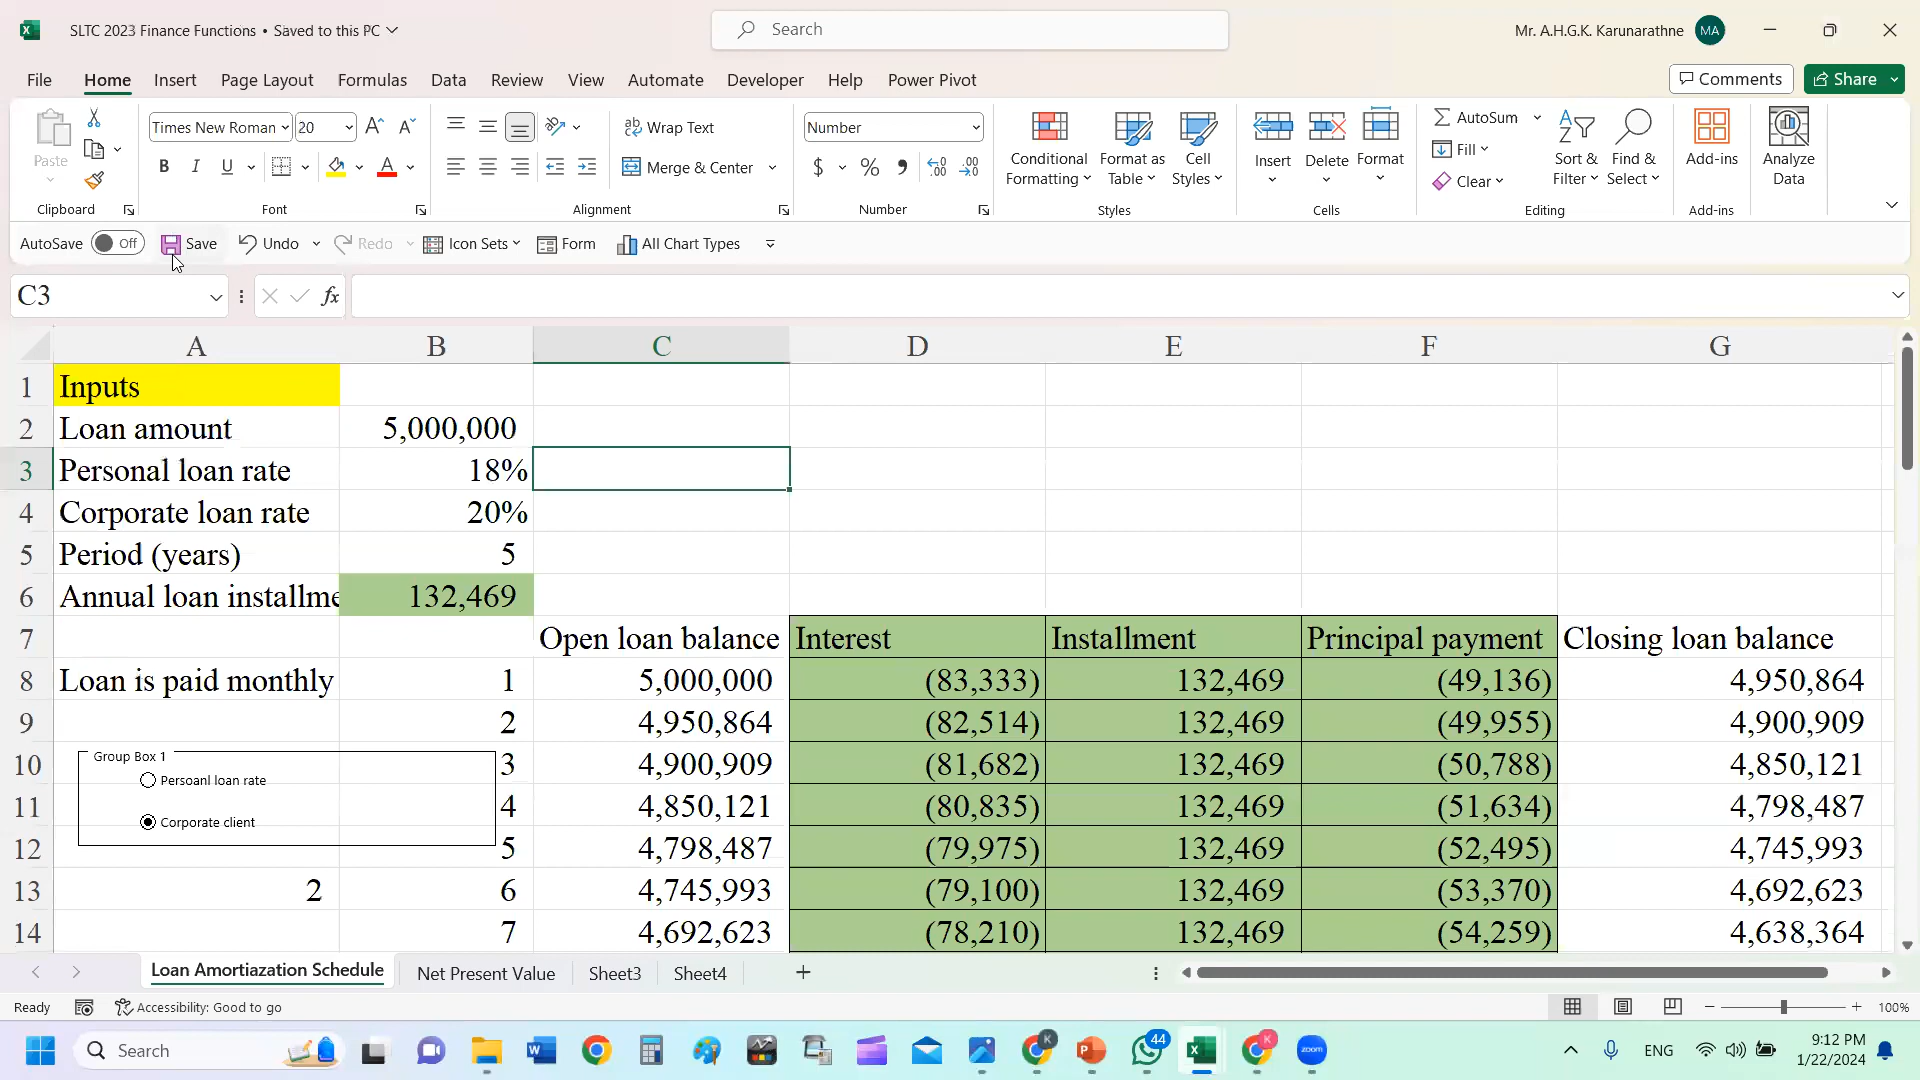 SLTC 2023 Finance Functions • Saved to this PC
Search
Mr. A.H.G.K. Karunarathne MA
File Home Insert Page Layout Formulas Data Review View Automate Developer Help Power Pivot
Comments Share
Paste
Clipboard
Times New Roman 20
B I U
Font
ab Wrap Text
Merge & Center
Alignment
Number
$ % ,
Number
Conditional Formatting
Format as Table
Cell Styles
Styles
Insert Delete Format
Cells
AutoSum
Fill
Clear
Sort & Filter
Find & Select
Editing
Add-ins
Add-ins
Analyze Data
AutoSave Off Save Undo Redo Icon Sets Form All Chart Types
C3 fx
A B C D E F G
1 Inputs
2 Loan amount 5,000,000
3 Personal loan rate 18%
4 Corporate loan rate 20%
5 Period (years) 5
6 Annual loan installme 132,469
7 Open loan balance Interest Installment Principal payment Closing loan balance
8 Loan is paid monthly 1 5,000,000 (83,333) 132,469 (49,136) 4,950,864
9 2 4,950,864 (82,514) 132,469 (49,955) 4,900,909
10 3 4,900,909 (81,682) 132,469 (50,788) 4,850,121
Group Box 1
Persoanl loan rate
11 4 4,850,121 (80,835) 132,469 (51,634) 4,798,487
Corporate client
12 5 4,798,487 (79,975) 132,469 (52,495) 4,745,993
13 2 6 4,745,993 (79,100) 132,469 (53,370) 4,692,623
14 7 4,692,623 (78,210) 132,469 (54,259) 4,638,364
Loan Amortiazation Schedule Net Present Value Sheet3 Sheet4
Ready Accessibility: Good to go 100%
Search 44 ENG 9:12 PM
1/22/2024